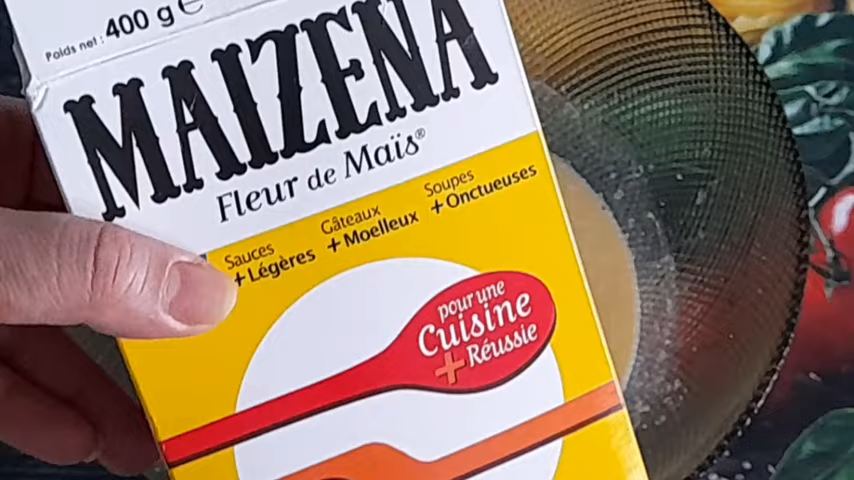 Poids net : 400 g ℮
MAIZENA
Fleur de Maïs®
Sauces
+Légères
Gâteaux
+Moelleux
Soupes
+Onctueuses
pour une
Cuisine
+Réussie